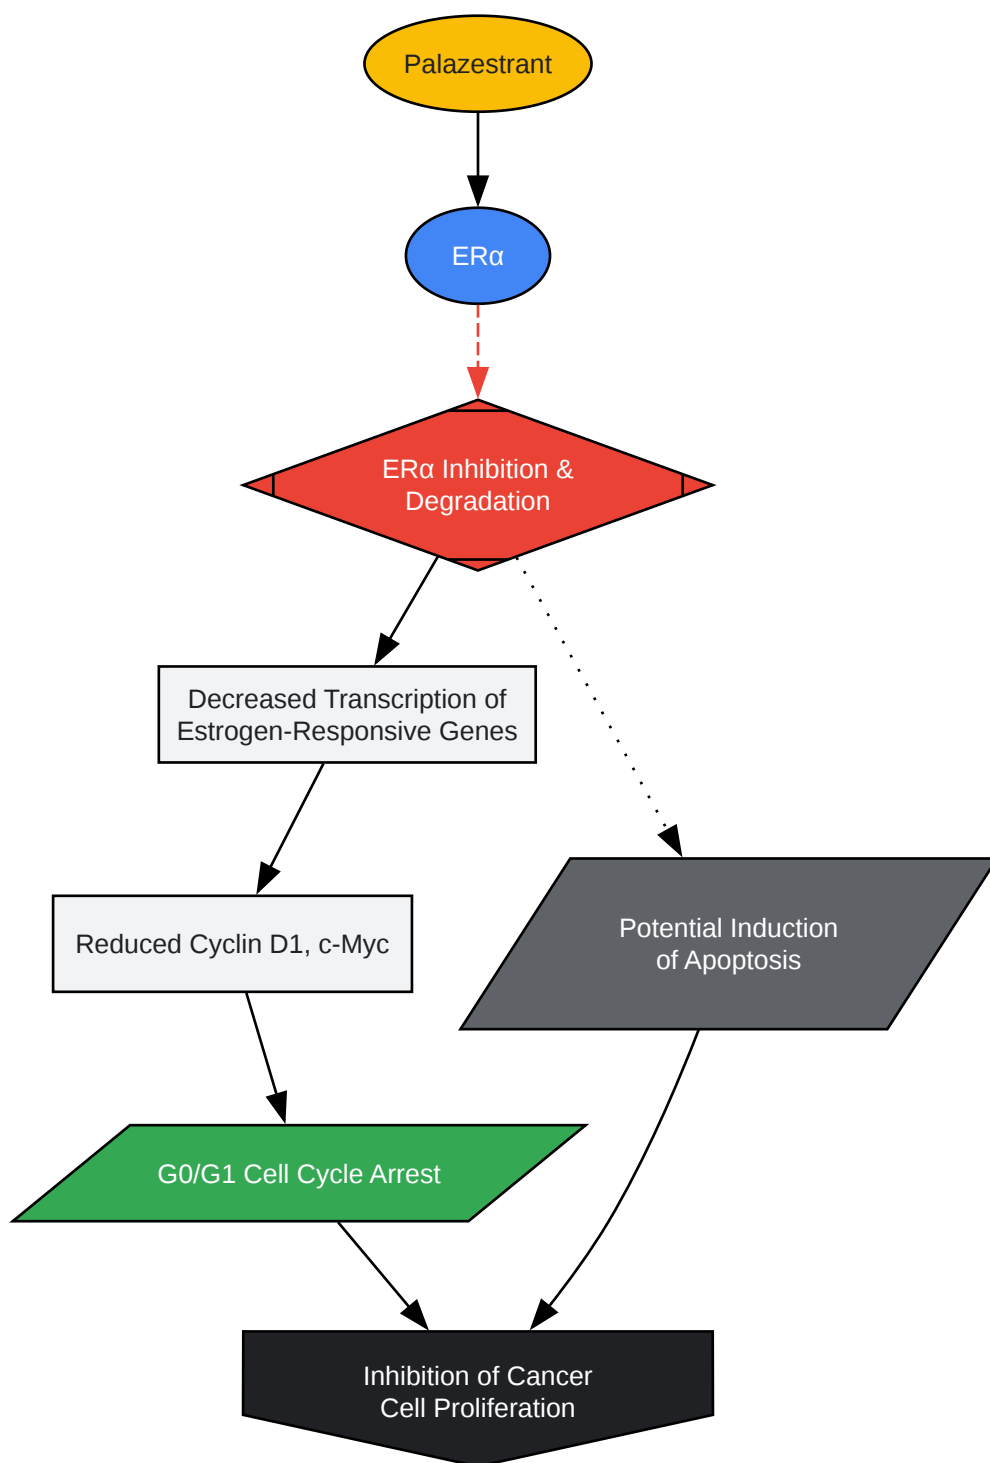 Palazestrant
ERα
ERα Inhibition &
Degradation
Decreased Transcription of
Estrogen-Responsive Genes
Reduced Cyclin D1, c-Myc
Potential Induction
of Apoptosis
G0/G1 Cell Cycle Arrest
Inhibition of Cancer
Cell Proliferation